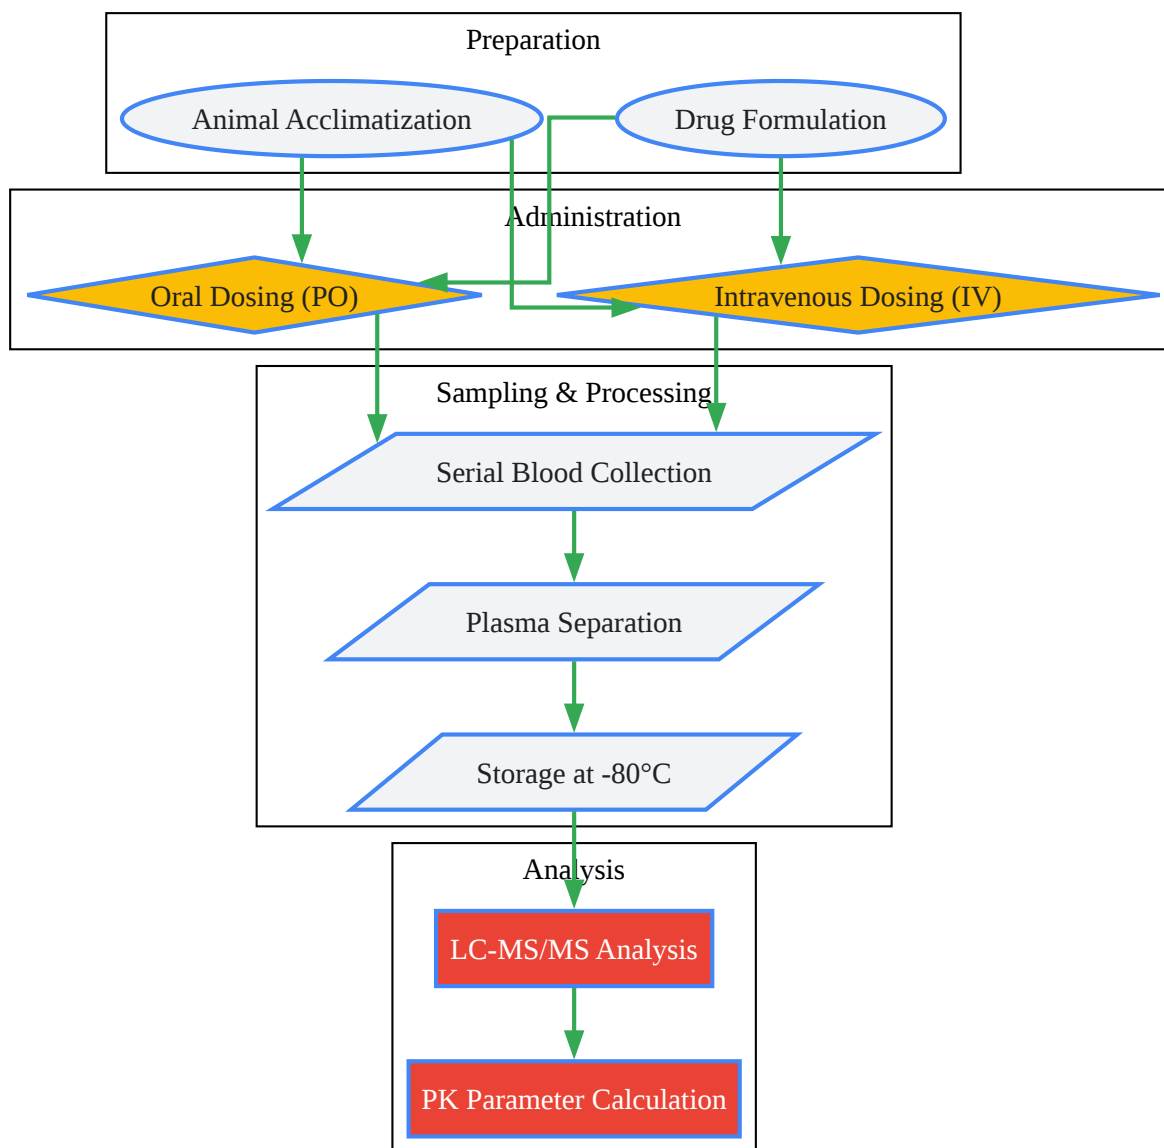 Preparation
Animal Acclimatization
Drug Formulation
Administration
Oral Dosing (PO)
Intravenous Dosing (IV)
Sampling & Processing
Serial Blood Collection
Plasma Separation
Storage at -80°C
Analysis
LC-MS/MS Analysis
PK Parameter Calculation